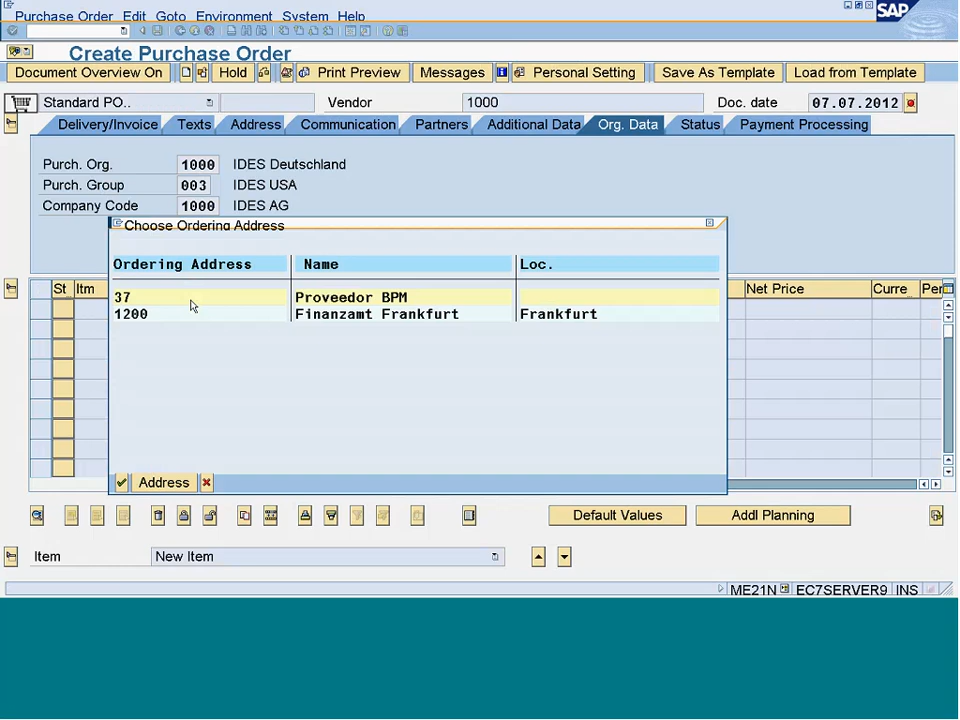 Purchase Order Edit Goto Environment System Help
SAP
Create Purchase Order
Document Overview On Hold Print Preview Messages Personal Setting Save As Template Load from Template
Standard PO.. Vendor 1000 Doc. date 07.07.2012
Delivery/Invoice Texts Address Communication Partners Additional Data Org. Data Status Payment Processing
Purch. Org. 1000 IDES Deutschland
Purch. Group 003 IDES USA
Company Code 1000 IDES AG
Choose Ordering Address
Ordering Address Name Loc.
St Itm Net Price Curre Per
37 Proveedor BPM
1200 Finanzamt Frankfurt Frankfurt
Address
Default Values Addl Planning
Item New Item
ME21N EC7SERVER9 INS